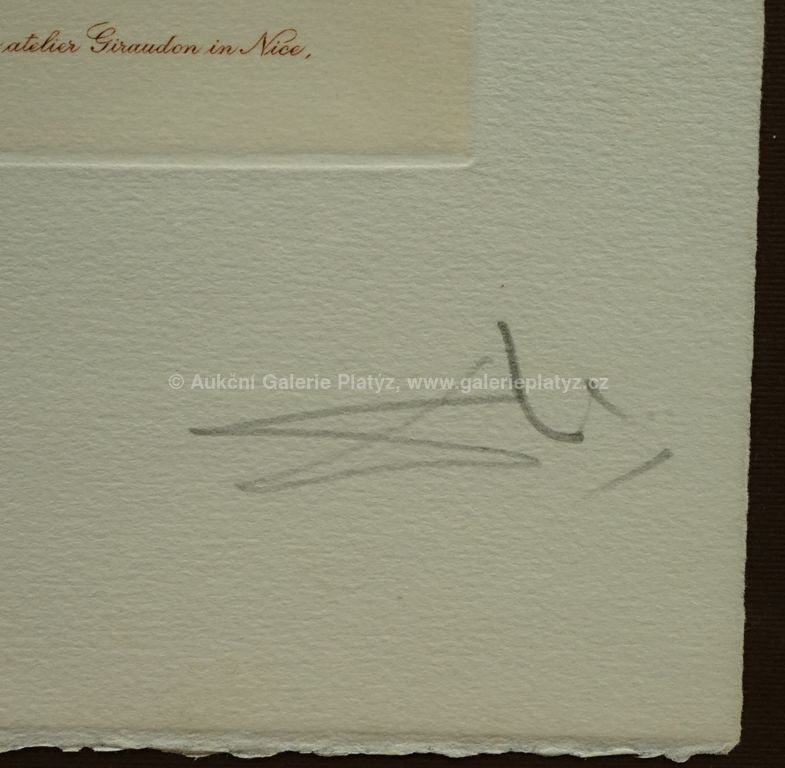 atelier Giraudon in Nice,
© Aukční Galerie Platýz, www.galerieplatyz.cz